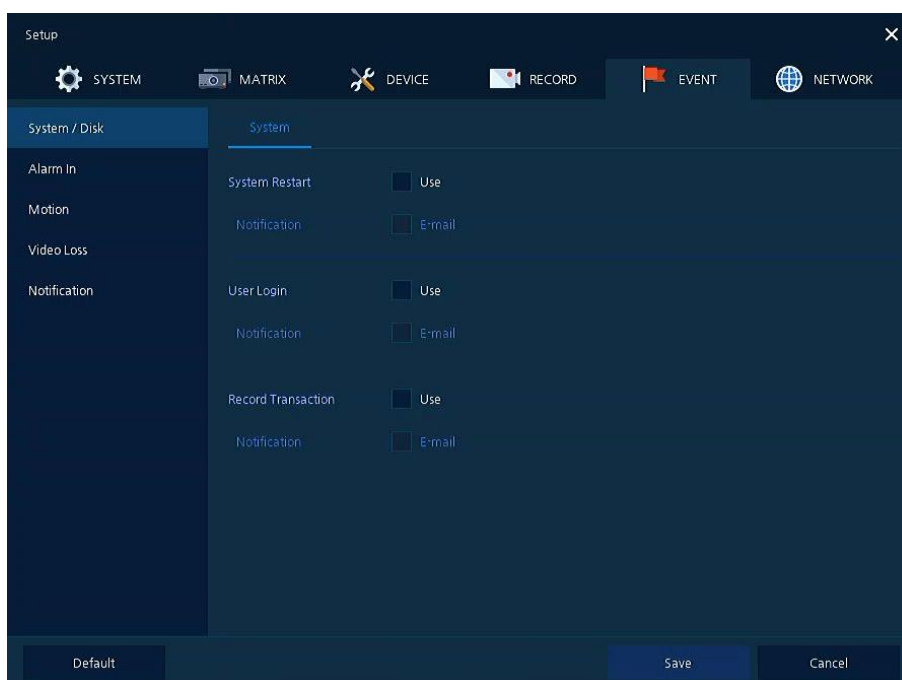 Setup
SYSTEM MATRIX DEVICE RECORD EVENT NETWORK
System / Disk
Alarm In
Motion
Video Loss
Notification
System
System Restart Use
Notification E-mail
User Login Use
Notification E-mail
Record Transaction Use
Notification E-mail
Default Save Cancel